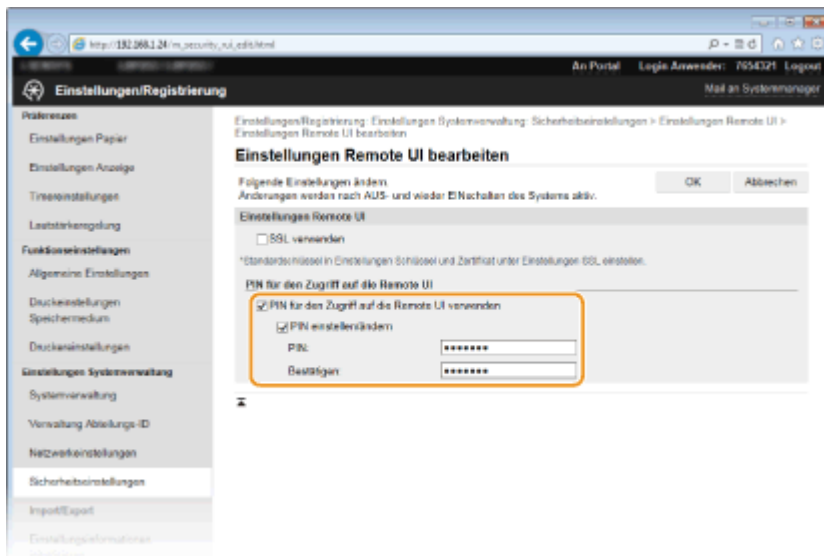 http://192.168.1.24/m_security_rui_edit.html
An Portal Login Anwender: 7654321 Logout
Einstellungen/Registrierung
Mail an Systemmanager
Präferenzen
Einstellungen Papier
Einstellungen Anzeige
Timereinstellungen
Lautstärkeregelung
Funktionseinstellungen
Allgemeine Einstellungen
Druckeinstellungen
Speichermedium
Druckereinstellungen
Einstellungen Systemverwaltung
Systemverwaltung
Verwaltung Abteilungs-ID
Netzwerkeinstellungen
Sicherheitseinstellungen
Import/Export
Einstellungsinformationen
Einstellungen/Registrierung: Einstellungen Systemverwaltung: Sicherheitseinstellungen > Einstellungen Remote UI >
Einstellungen Remote UI bearbeiten
Einstellungen Remote UI bearbeiten
Folgende Einstellungen ändern.
Änderungen werden nach AUS- und wieder EINschalten des Systems aktiv.
OK Abbrechen
Einstellungen Remote UI
SSL verwenden
*Standardschlüssel in Einstellungen Schlüssel und Zertifikat unter Einstellungen SSL einstellen.
PIN für den Zugriff auf die Remote UI
PIN für den Zugriff auf die Remote UI verwenden
PIN einstellen/ändern
PIN: •••••••
Bestätigen: •••••••